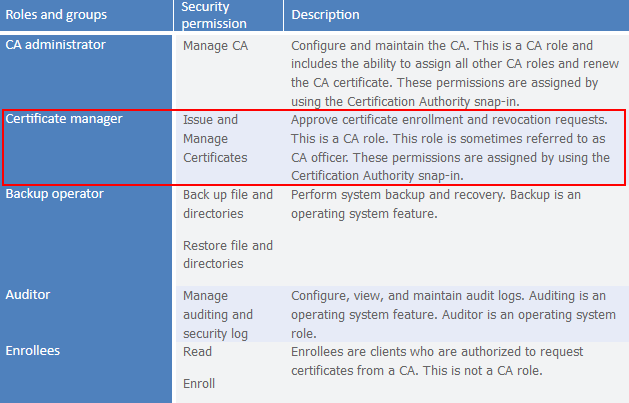 Roles and groups
Security
permission
Description
CA administrator
Manage CA
Configure and maintain the CA. This is a CA role and
includes the ability to assign all other CA roles and renew
the CA certificate. These permissions are assigned by
using the Certification Authority snap-in.
Certificate manager
Issue and
Manage
Certificates
Approve certificate enrollment and revocation requests.
This is a CA role. This role is sometimes referred to as
CA officer. These permissions are assigned by using the
Certification Authority snap-in.
Backup operator
Back up file and
directories
Restore file and
directories
Perform system backup and recovery. Backup is an
operating system feature.
Auditor
Manage
auditing and
security log
Configure, view, and maintain audit logs. Auditing is an
operating system feature. Auditor is an operating system
role.
Enrollees
Read
Enroll
Enrollees are clients who are authorized to request
certificates from a CA. This is not a CA role.